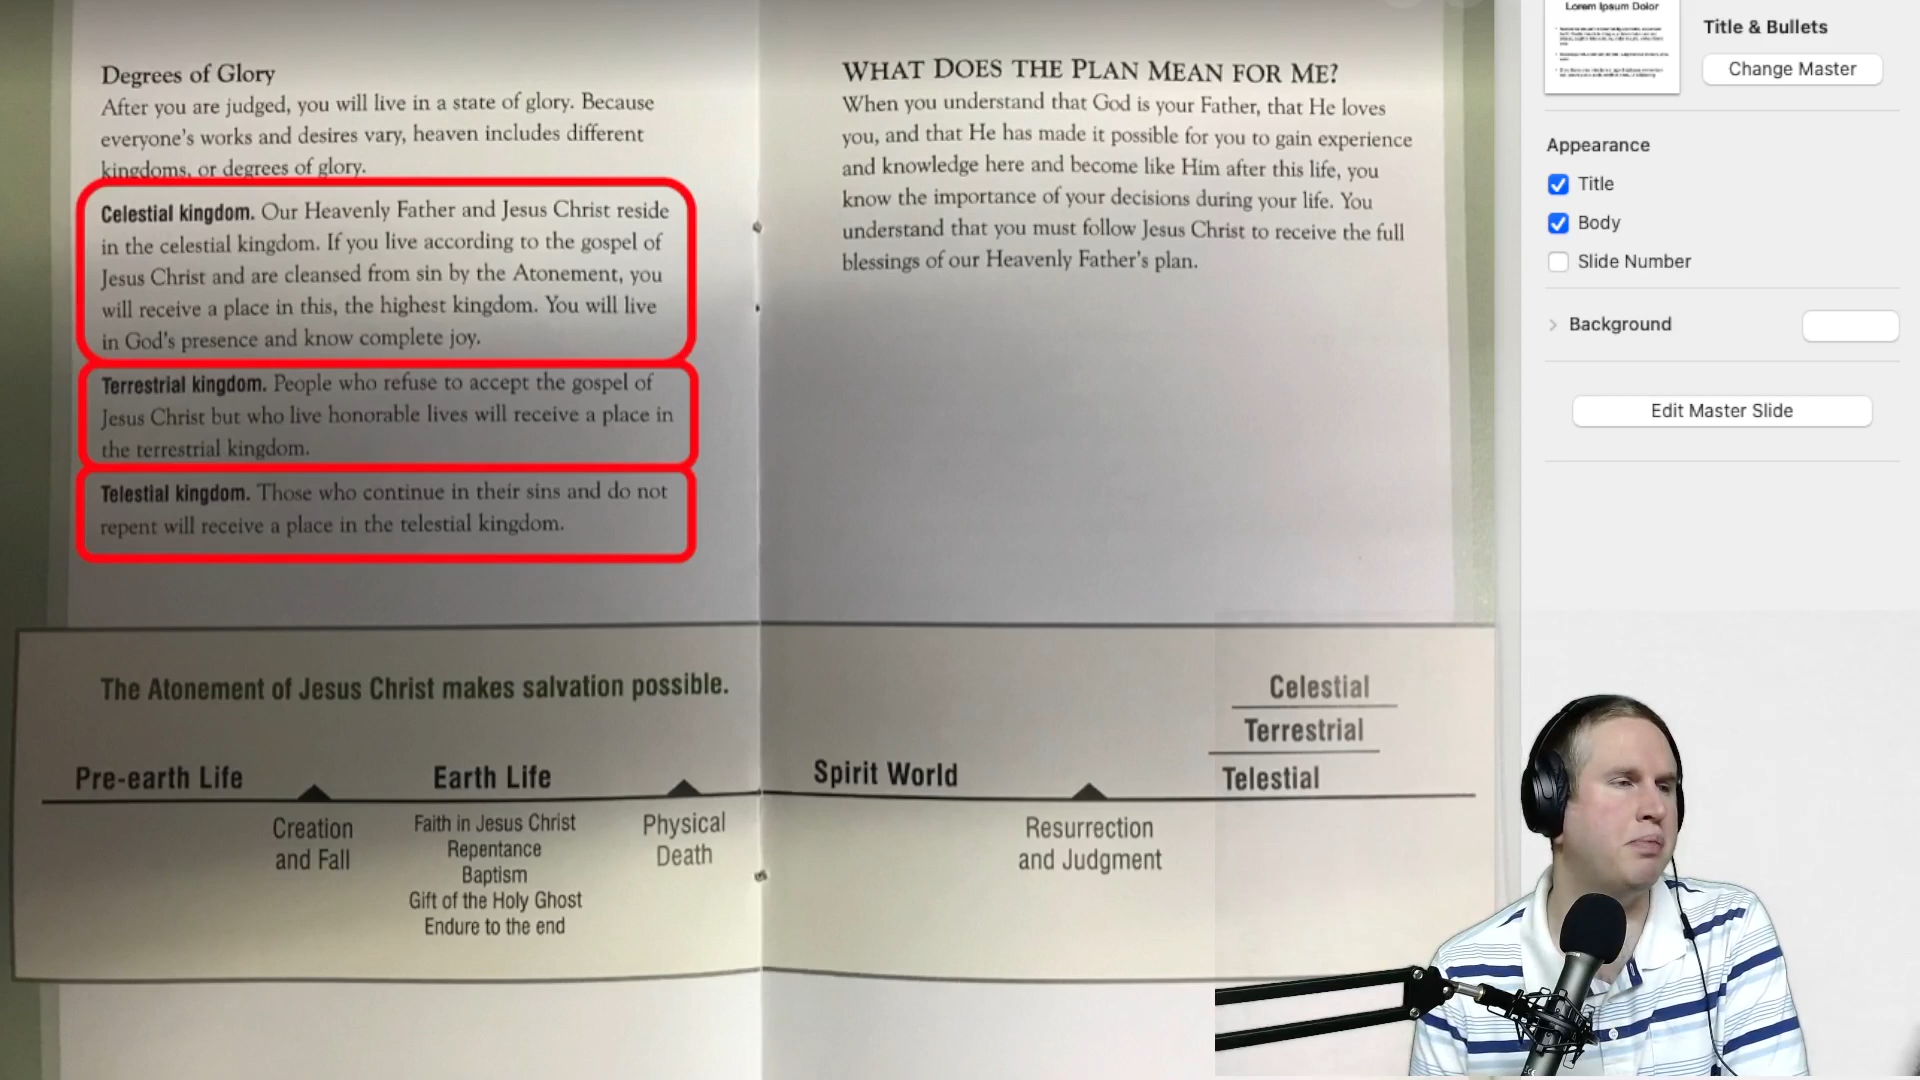 Degrees of Glory
After you are judged, you will live in a state of glory. Because
everyone's works and desires vary, heaven includes different
kingdoms, or degrees of glory.
Celestial kingdom. Our Heavenly Father and Jesus Christ reside
in the celestial kingdom. If you live according to the gospel of
Jesus Christ and are cleansed from sin by the Atonement, you
will receive a place in this, the highest kingdom. You will live
in God's presence and know complete joy.
Terrestrial kingdom. People who refuse to accept the gospel of
Jesus Christ but who live honorable lives will receive a place in
the terrestrial kingdom.
Telestial kingdom. Those who continue in their sins and do not
repent will receive a place in the telestial kingdom.
WHAT DOES THE PLAN MEAN FOR ME?
When you understand that God is your Father, that He loves
you, and that He has made it possible for you to gain experience
and knowledge here and become like Him after this life, you
know the importance of your decisions during your life. You
understand that you must follow Jesus Christ to receive the full
blessings of our Heavenly Father's plan.
The Atonement of Jesus Christ makes salvation possible.
Pre-earth Life
Creation
and Fall
Earth Life
Faith in Jesus Christ
Repentance
Baptism
Gift of the Holy Ghost
Endure to the end
Physical
Death
Spirit World
Resurrection
and Judgment
Celestial
Terrestrial
Telestial
Lorem Ipsum Dolor
Title & Bullets
Change Master
Appearance
Title
Body
Slide Number
Background
Edit Master Slide